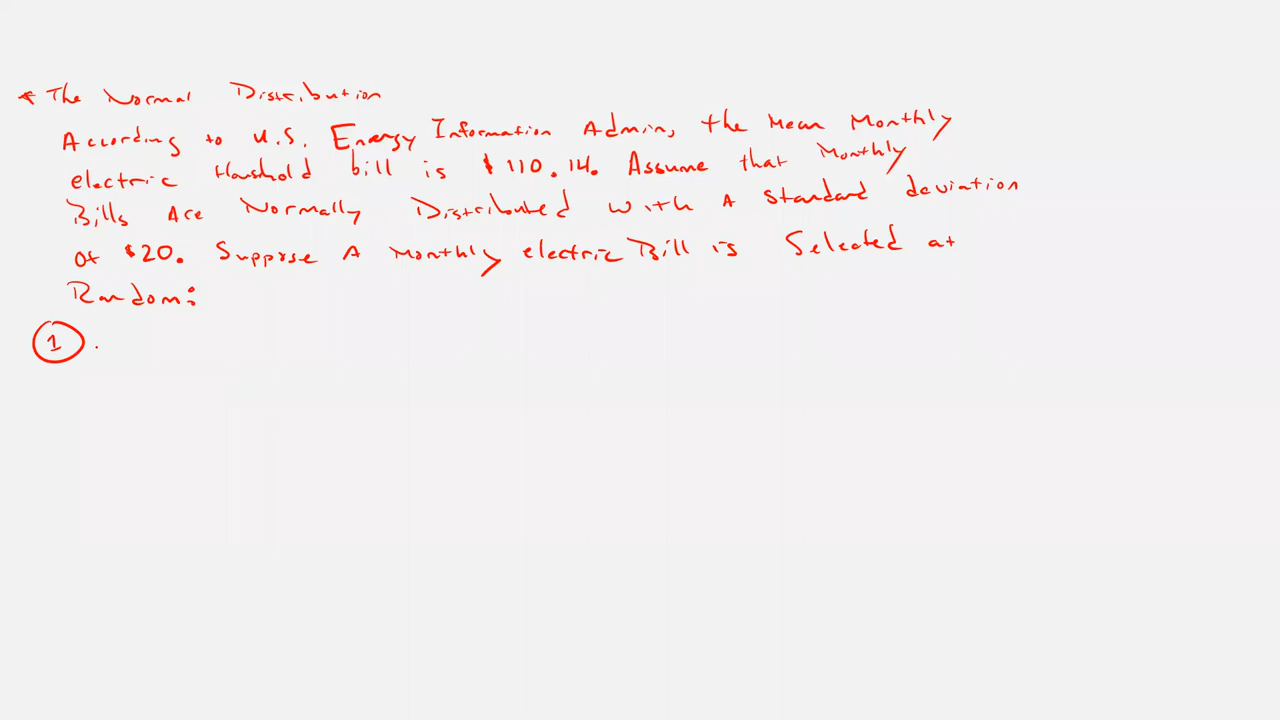 * The Normal Distribution
According to U.S. Energy Information Admin, the Mean Monthly
electric Houshold bill is $110.14. Assume that Monthly
Bills Are Normally Distributed with A Standard deviation
of $20. Suppose A Monthly electric Bill is Selected at
Random:
1 .